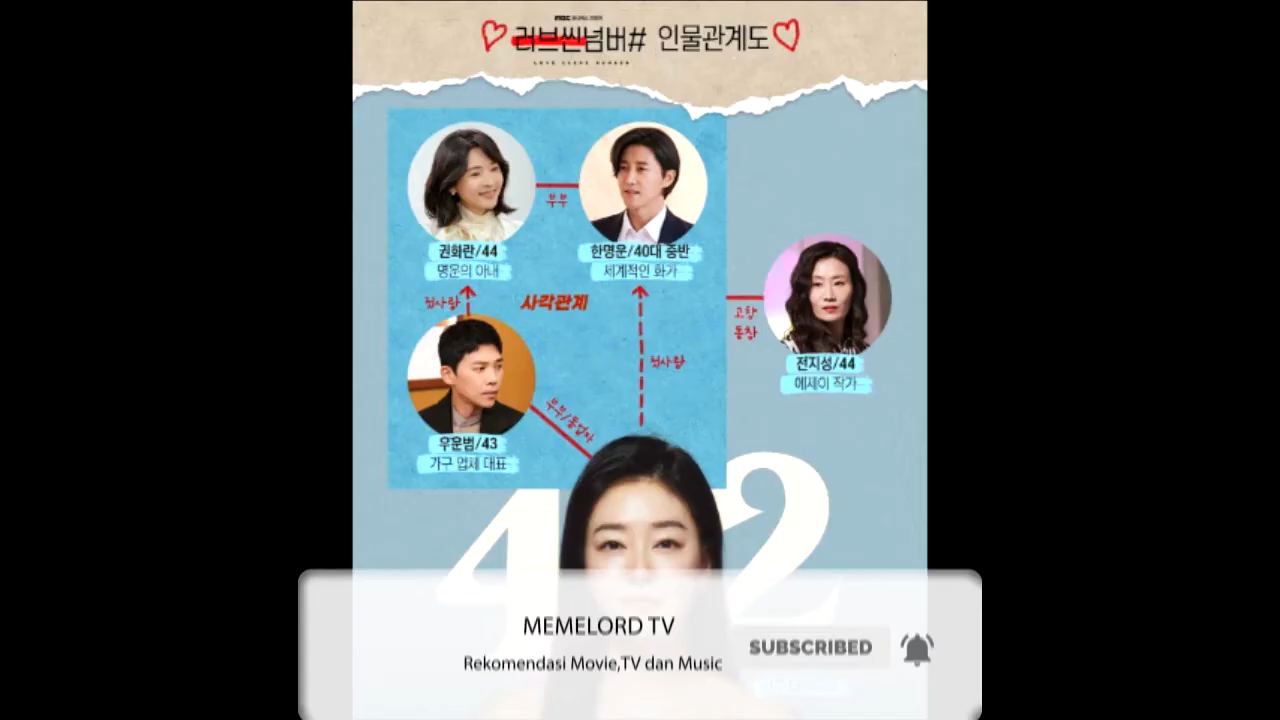 MBC
러브씬넘버# 인물관계도
LOVE SCENE NUMBER
부부
권화란/44
명운의 아내
한명운/40대 중반
세계적인 화가
첫사랑
사각관계
고향
동창
첫사랑
전지성/44
에세이 작가
부부/동업자
우운범/43
가구 업체 대표
42
MEMELORD TV
SUBSCRIBED
Rekomendasi Movie,TV dan Music